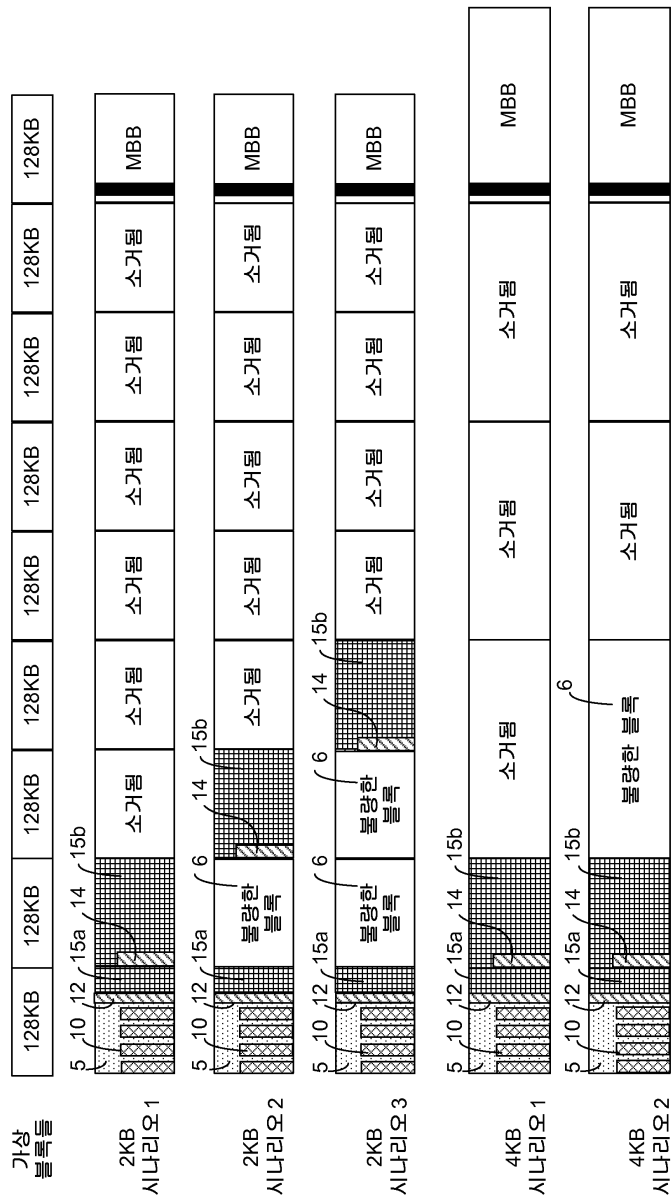 가상
블록들
128KB 128KB 128KB 128KB 128KB 128KB 128KB 128KB 128KB
5 10 12 15a 14 15b
2KB
시나리오 1
소거됨 소거됨 소거됨 소거됨 소거됨 소거됨 MBB
5 10 12 15a 6 14 15b
2KB
시나리오 2
불량한
블록
소거됨 소거됨 소거됨 소거됨 소거됨 MBB
5 10 12 15a 6 6 14 15b
2KB
시나리오 3
불량한
블록
불량한
블록
소거됨 소거됨 소거됨 소거됨 MBB
5 10 12 15a 14 15b
4KB
시나리오 1
소거됨 소거됨 소거됨 MBB
5 10 12 15a 14 15b 6
4KB
시나리오 2
불량한 블록 소거됨 소거됨 MBB